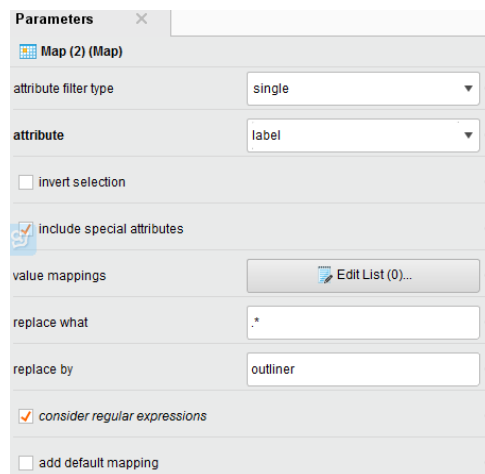 Parameters
Map (2) (Map)
attribute filter type single
attribute label
invert selection
include special attributes
value mappings Edit List (0)...
replace what .*
replace by outliner
consider regular expressions
add default mapping